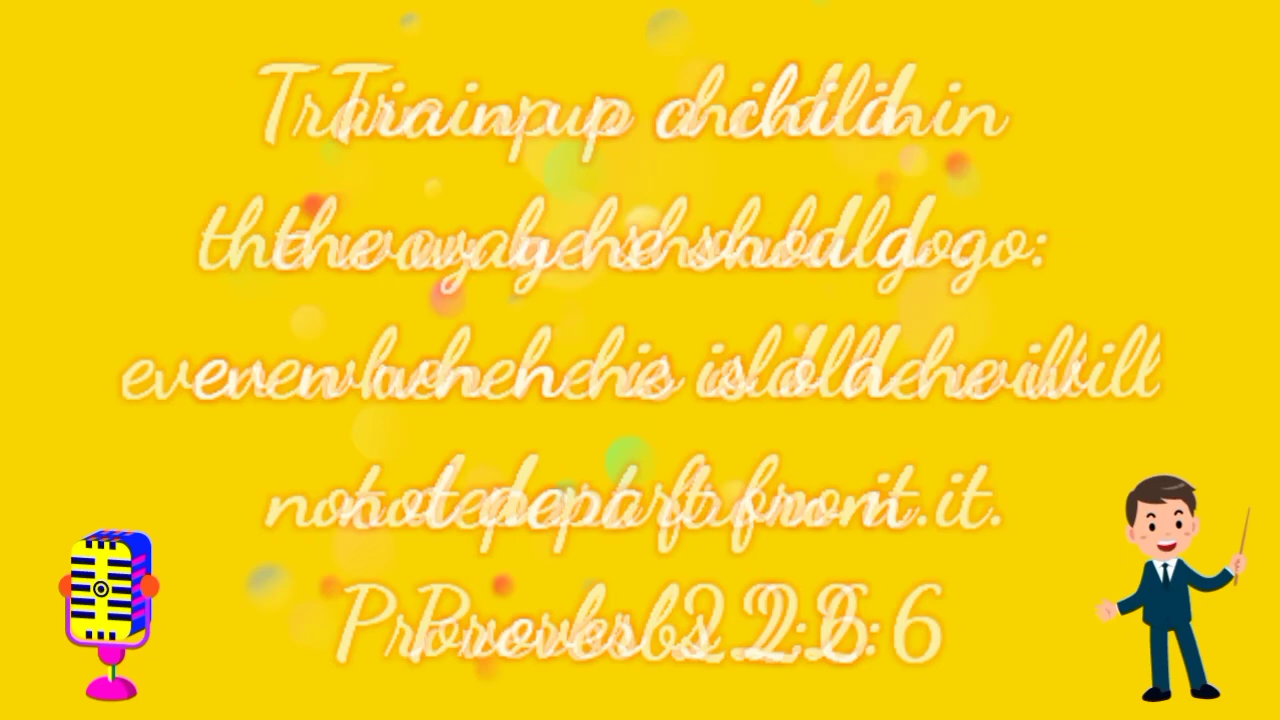 Train up child in
the way he should go:
even when he is old he will
not depart from it.
Proverbs 22:6